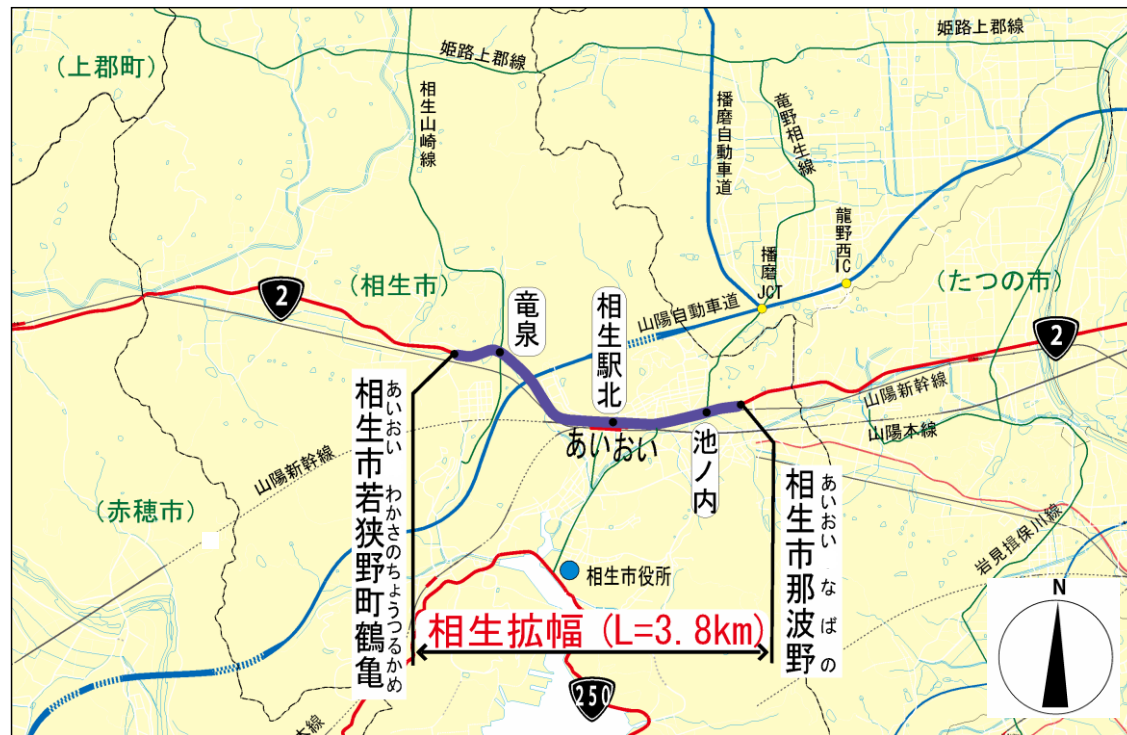 姫路上郡線
姫路上郡線
(上郡町)
相生山崎線
播磨自動車道
竜野相生線
龍野西IC
播磨JCT
(相生市)
(たつの市)
2
竜泉
相生駅北
山陽自動車道
2
山陽新幹線
あいおい
池ノ内
山陽本線
山陽新幹線
(赤穂市)
相生市若狭野町鶴亀
あいおい わかさのちょうつるかめ
相生市那波野
あいおい なばの
岩見揖保川線
相生市役所
相生拡幅 (L=3.8km)
250
N
本線